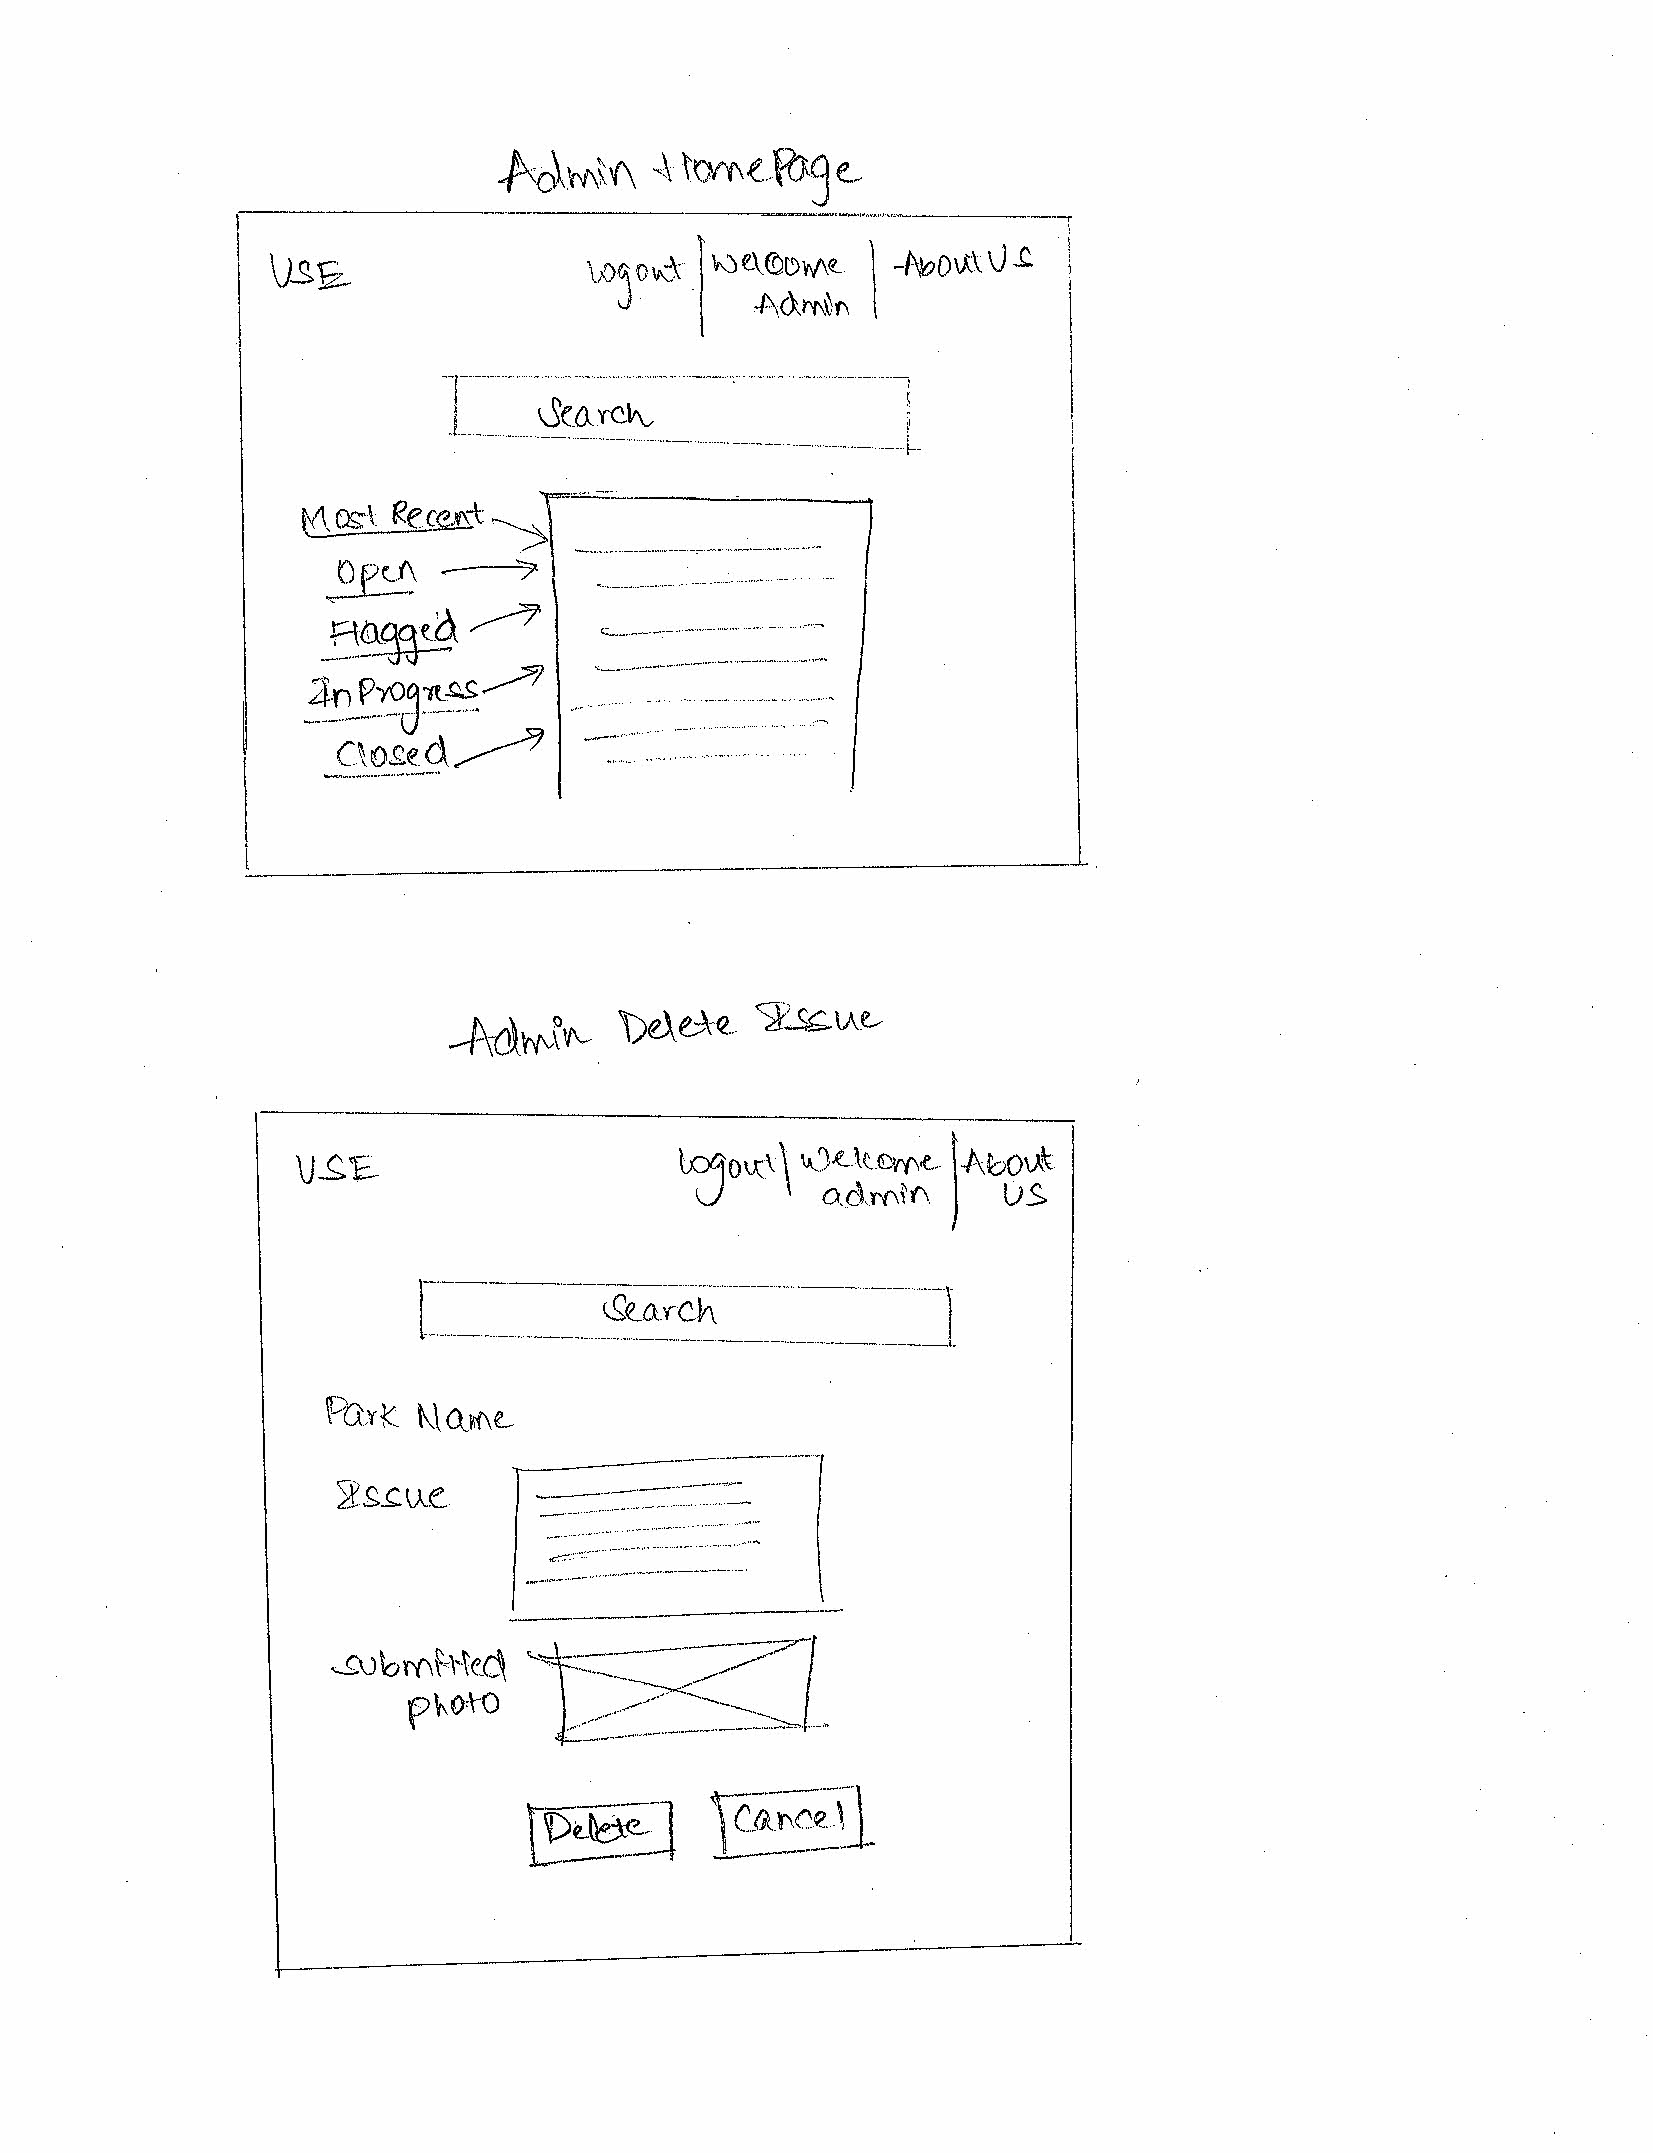 Admin HomePage
USE logout | Welcome | About Us
Admin
Search
Most Recent
Open
Flagged
In Progress
Closed
Admin Delete Issue
USE logout | Welcome | About
admin US
Search
Park Name
Issue
Submitted
photo
Delete Cancel